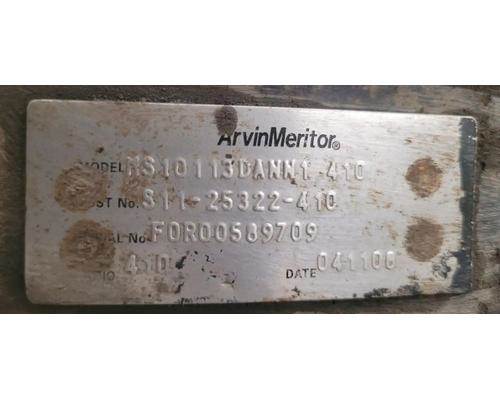 ArvinMeritor®
MODEL MS10113DANN1 410
ST No. S11-25322-410
AL No. FOR00589709
4.10 DATE 041100